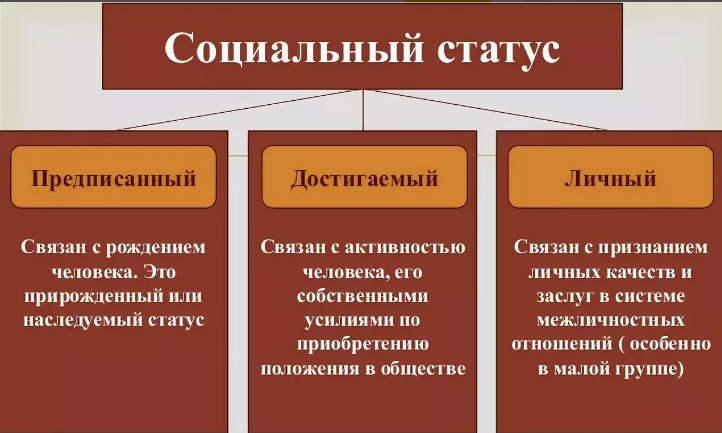 Социальный статус
Предписанный
Связан с рождением
человека. Это
прирожденный или
наследуемый статус
Достигаемый
Связан с активностью
человека, его
собственными
усилиями по
приобретению
положения в обществе
Личный
Связан с признанием
личных качеств и
заслуг в системе
межличностных
отношений ( особенно
в малой группе)